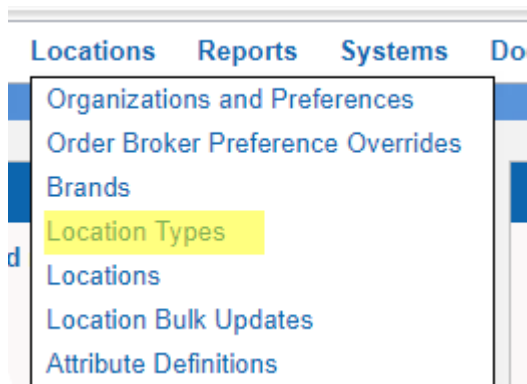 Locations Reports Systems Do
Organizations and Preferences
Order Broker Preference Overrides
Brands
Location Types
d
Locations
Location Bulk Updates
Attribute Definitions